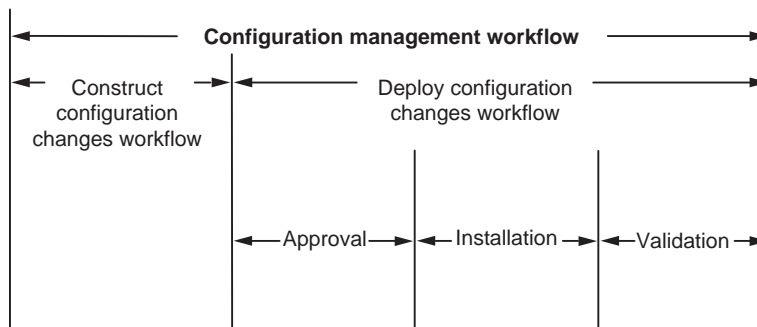 Configuration management workflow
Construct
configuration
changes workflow
Deploy configuration
changes workflow
Approval
Installation
Validation